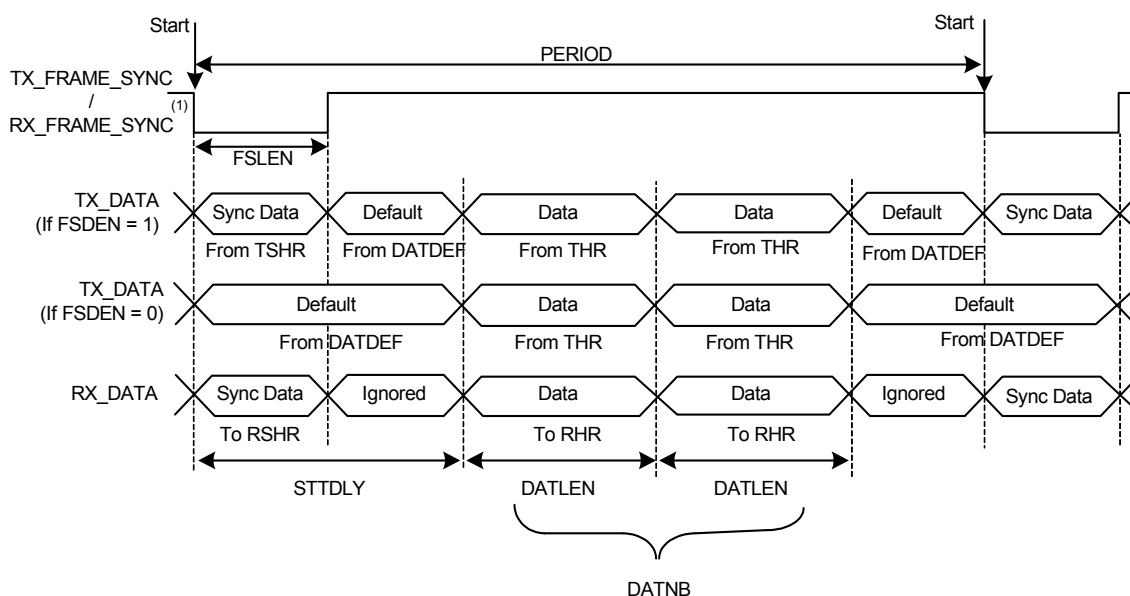 Start
Start
PERIOD
TX_FRAME_SYNC
/
RX_FRAME_SYNC
(1)
FSLEN
TX_DATA
(If FSDEN = 1)
Sync Data
Default
Data
Data
Default
Sync Data
From TSHR
From DATDEF
From THR
From THR
From DATDEF
TX_DATA
(If FSDEN = 0)
Default
Data
Data
Default
From DATDEF
From THR
From THR
From DATDEF
RX_DATA
Sync Data
Ignored
Data
Data
Ignored
Sync Data
To RSHR
To RHR
To RHR
STTDLY
DATLEN
DATLEN
DATNB